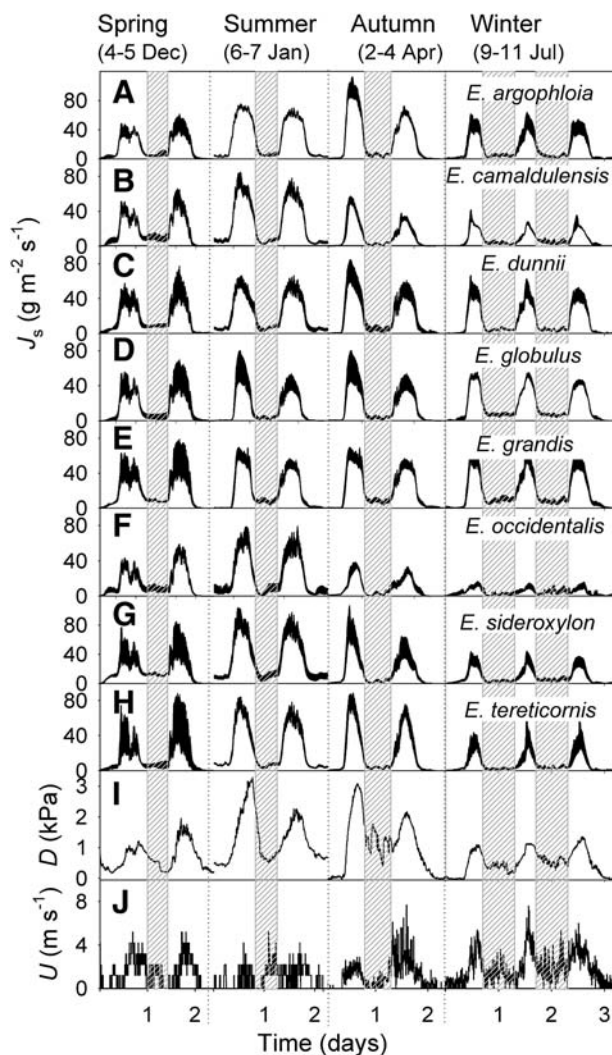 Spring Summer Autumn Winter
(4-5 Dec) (6-7 Jan) (2-4 Apr) (9-11 Jul)
A E. argophloia
80
40
0
B E. camaldulensis
80
40
0
C E. dunnii
80
40
0
D E. globulus
80
40
0
E E. grandis
80
40
0
F E. occidentalis
80
40
0
G E. sideroxylon
80
40
0
H E. tereticornis
80
40
0
Js (g m-2 s-1)
I
3
2
1
0
D (kPa)
J
8
4
0
U (m s-1)
1 2 1 2 1 2 1 2 3
Time (days)